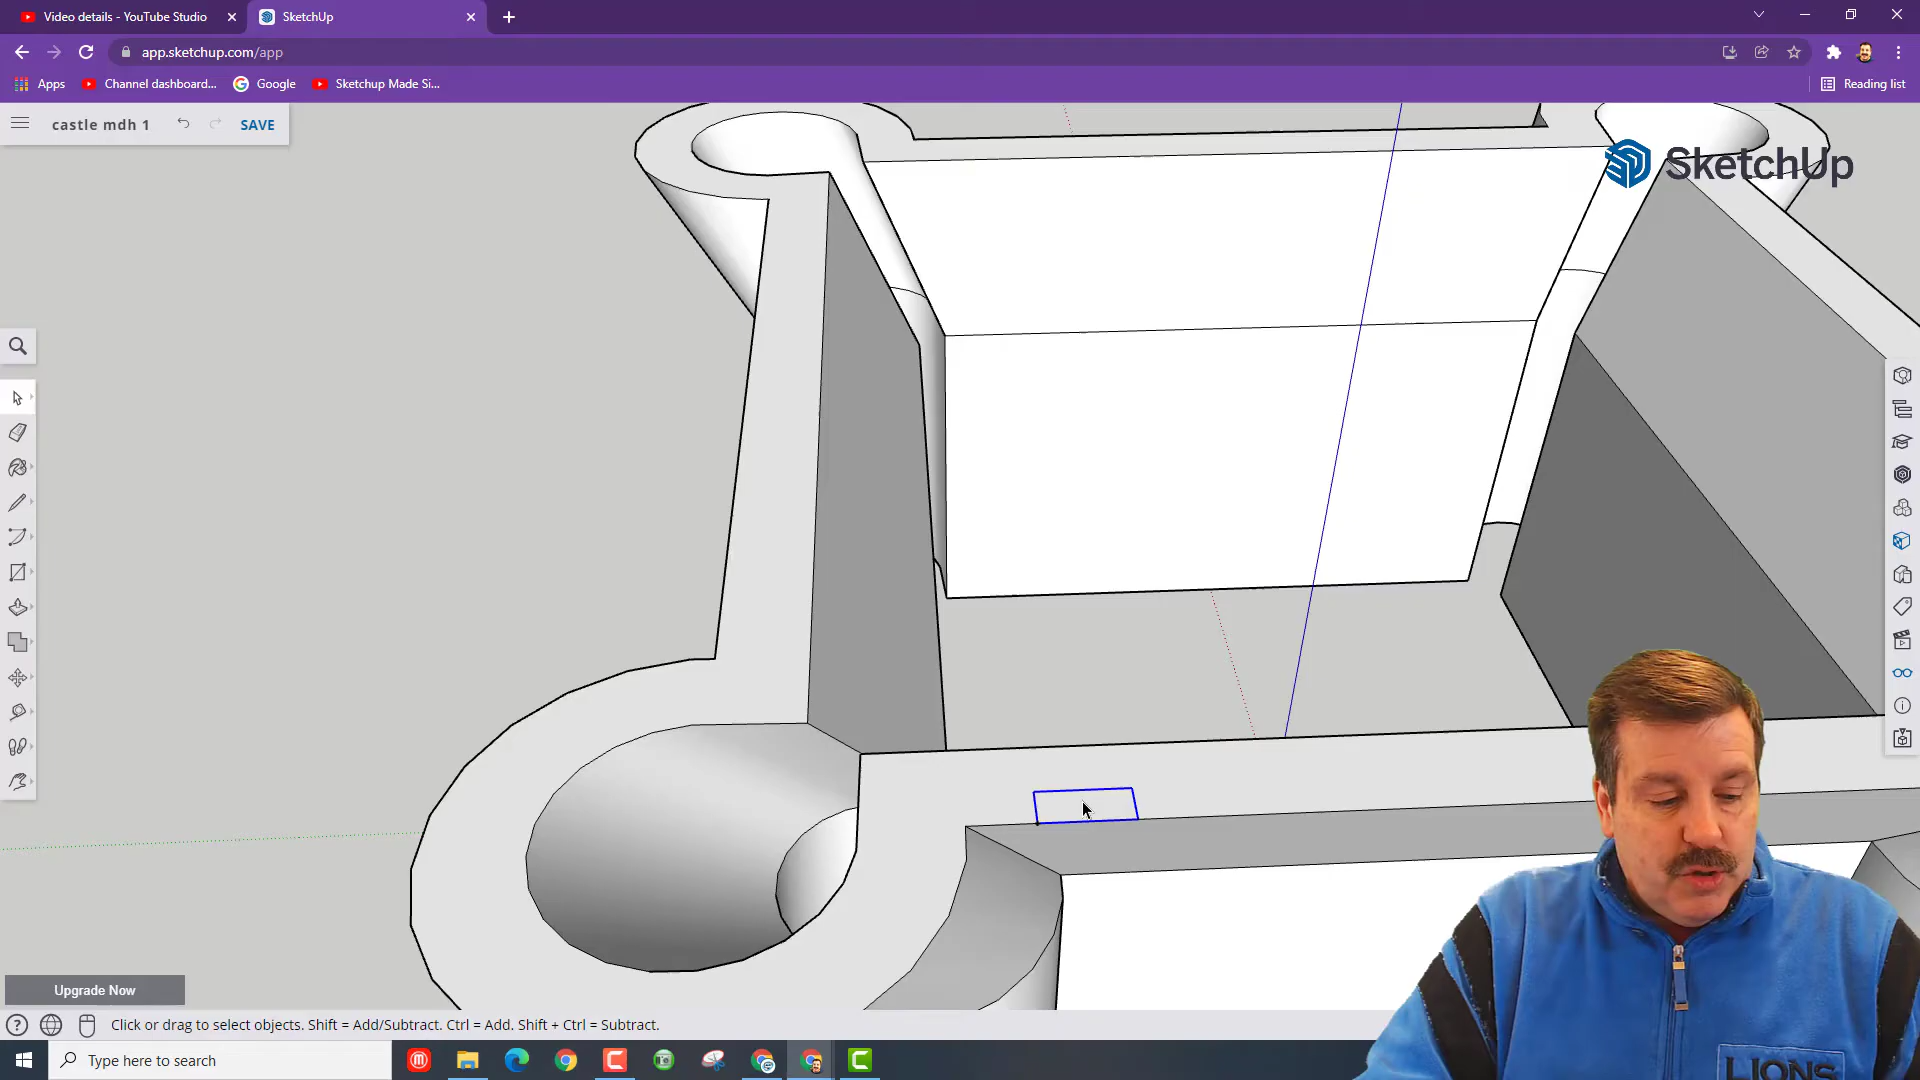 Video details - YouTube Studio
SketchUp
app.sketchup.com/app
Apps
Channel dashboard...
Google
Sketchup Made Si...
Reading list
castle mdh 1
SAVE
SketchUp
Upgrade Now
Click or drag to select objects. Shift = Add/Subtract. Ctrl = Add. Shift + Ctrl = Subtract.
Type here to search
LIONS